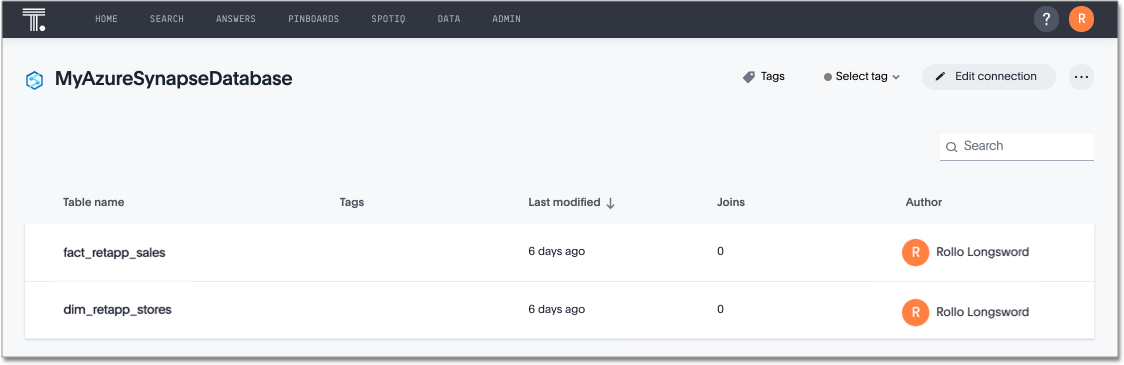 T. HOME SEARCH ANSWERS PINBOARDS SPOTIQ DATA ADMIN ? R
MyAzureSynapseDatabase Tags Select tag Edit connection ...
Search
Table name Tags Last modified Joins Author
fact_retapp_sales 6 days ago 0 R Rollo Longsword
dim_retapp_stores 6 days ago 0 R Rollo Longsword